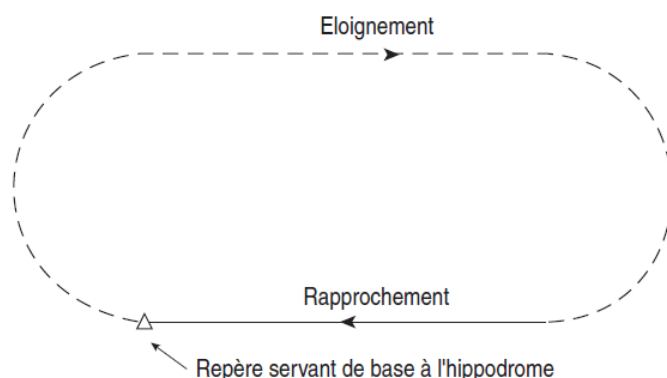 Eloignement
Rapprochement
Repère servant de base à l'hippodrome